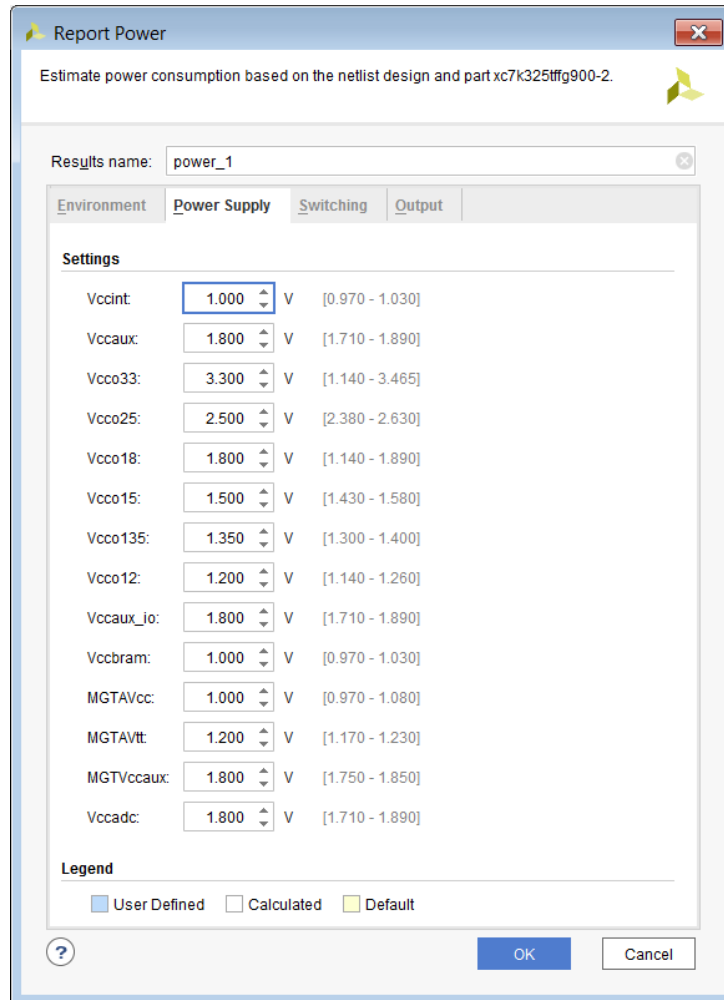 Report Power
Estimate power consumption based on the netlist design and part xc7k325tffg900-2.
Results name: power_1
Environment Power Supply Switching Output
Settings
Vccint: 1.000 V [0.970 - 1.030]
Vccaux: 1.800 V [1.710 - 1.890]
Vcco33: 3.300 V [1.140 - 3.465]
Vcco25: 2.500 V [2.380 - 2.630]
Vcco18: 1.800 V [1.140 - 1.890]
Vcco15: 1.500 V [1.430 - 1.580]
Vcco135: 1.350 V [1.300 - 1.400]
Vcco12: 1.200 V [1.140 - 1.260]
Vccaux_io: 1.800 V [1.710 - 1.890]
Vccbram: 1.000 V [0.970 - 1.030]
MGTAVcc: 1.000 V [0.970 - 1.080]
MGTAVtt: 1.200 V [1.170 - 1.230]
MGTVccaux: 1.800 V [1.750 - 1.850]
Vccadc: 1.800 V [1.710 - 1.890]
Legend
User Defined Calculated Default
? OK Cancel